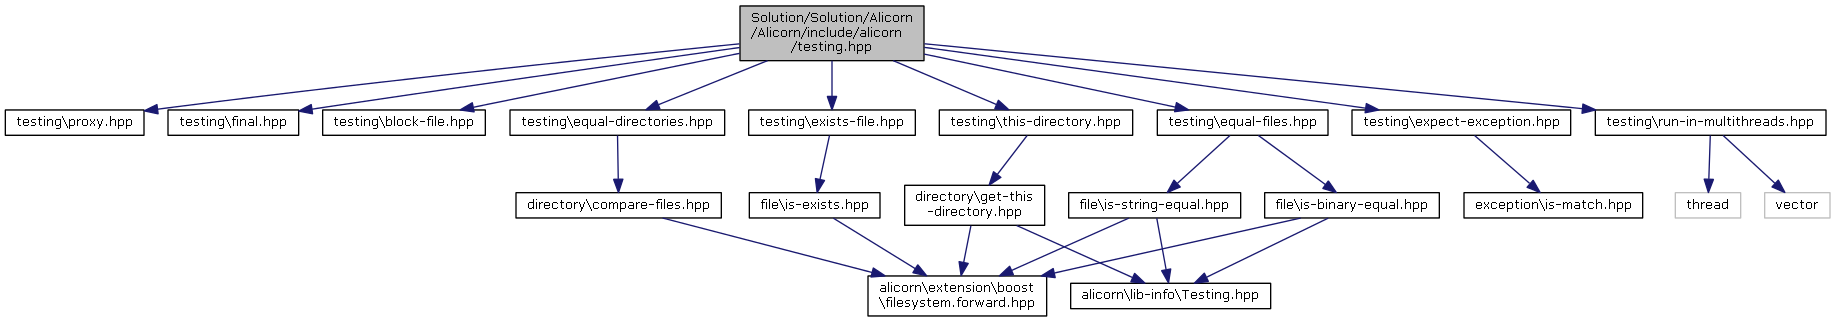 Solution/Solution/Alicorn
/Alicorn/include/alicorn
/testing.hpp
testing\proxy.hpp
testing\final.hpp
testing\block-file.hpp
testing\equal-directories.hpp
testing\exists-file.hpp
testing\this-directory.hpp
testing\equal-files.hpp
testing\expect-exception.hpp
testing\run-in-multithreads.hpp
directory\compare-files.hpp
file\is-exists.hpp
directory\get-this
-directory.hpp
file\is-string-equal.hpp
file\is-binary-equal.hpp
exception\is-match.hpp
thread
vector
alicorn\extension\boost
\filesystem.forward.hpp
alicorn\lib-info\Testing.hpp